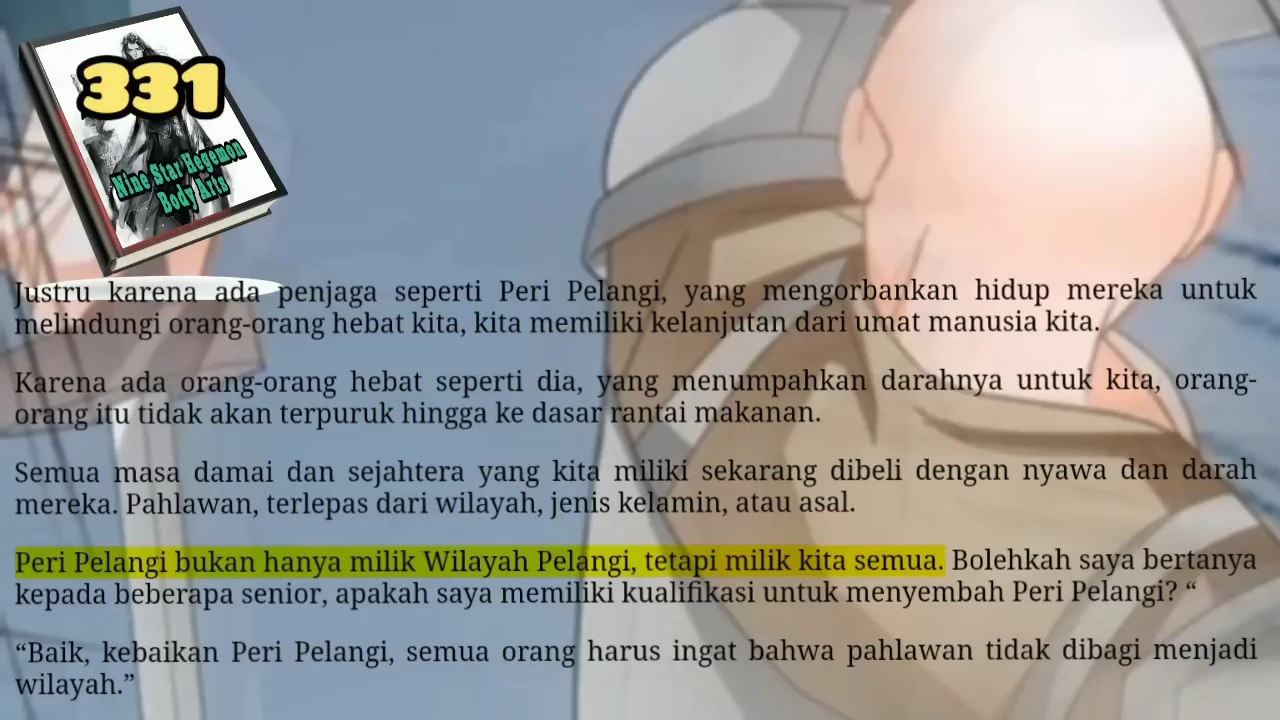 331
Nine Star Hegemon
Body Arts
Justru karena ada penjaga seperti Peri Pelangi, yang mengorbankan hidup mereka untuk
melindungi orang-orang hebat kita, kita memiliki kelanjutan dari umat manusia kita.
Karena ada orang-orang hebat seperti dia, yang menumpahkan darahnya untuk kita, orang-
orang itu tidak akan terpuruk hingga ke dasar rantai makanan.
Semua masa damai dan sejahtera yang kita miliki sekarang dibeli dengan nyawa dan darah
mereka. Pahlawan, terlepas dari wilayah, jenis kelamin, atau asal.
Peri Pelangi bukan hanya milik Wilayah Pelangi, tetapi milik kita semua. Bolehkah saya bertanya
kepada beberapa senior, apakah saya memiliki kualifikasi untuk menyembah Peri Pelangi? “
“Baik, kebaikan Peri Pelangi, semua orang harus ingat bahwa pahlawan tidak dibagi menjadi
wilayah.”